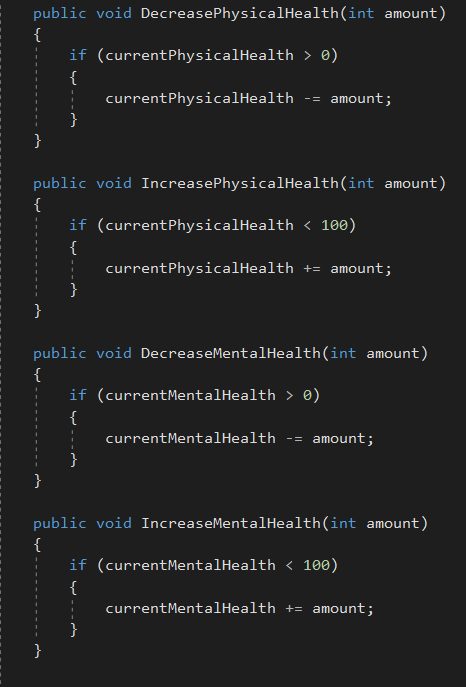 public void DecreasePhysicalHealth(int amount)
{
if (currentPhysicalHealth > 0)
{
currentPhysicalHealth -= amount;
}
}
public void IncreasePhysicalHealth(int amount)
{
if (currentPhysicalHealth < 100)
{
currentPhysicalHealth += amount;
}
}
public void DecreaseMentalHealth(int amount)
{
if (currentMentalHealth > 0)
{
currentMentalHealth -= amount;
}
}
public void IncreaseMentalHealth(int amount)
{
if (currentMentalHealth < 100)
{
currentMentalHealth += amount;
}
}